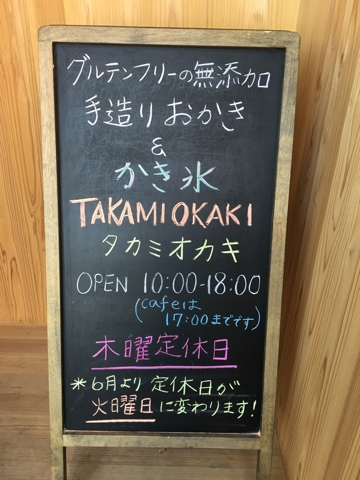 グルテンフリーの無添加
手造りおかき
&
かき氷
TAKAMIOKAKI
タカミオカキ
OPEN 10:00-18:00
(cafeは
17:00までです)
木曜定休日
*6月より定休日が
火曜日に変わります!